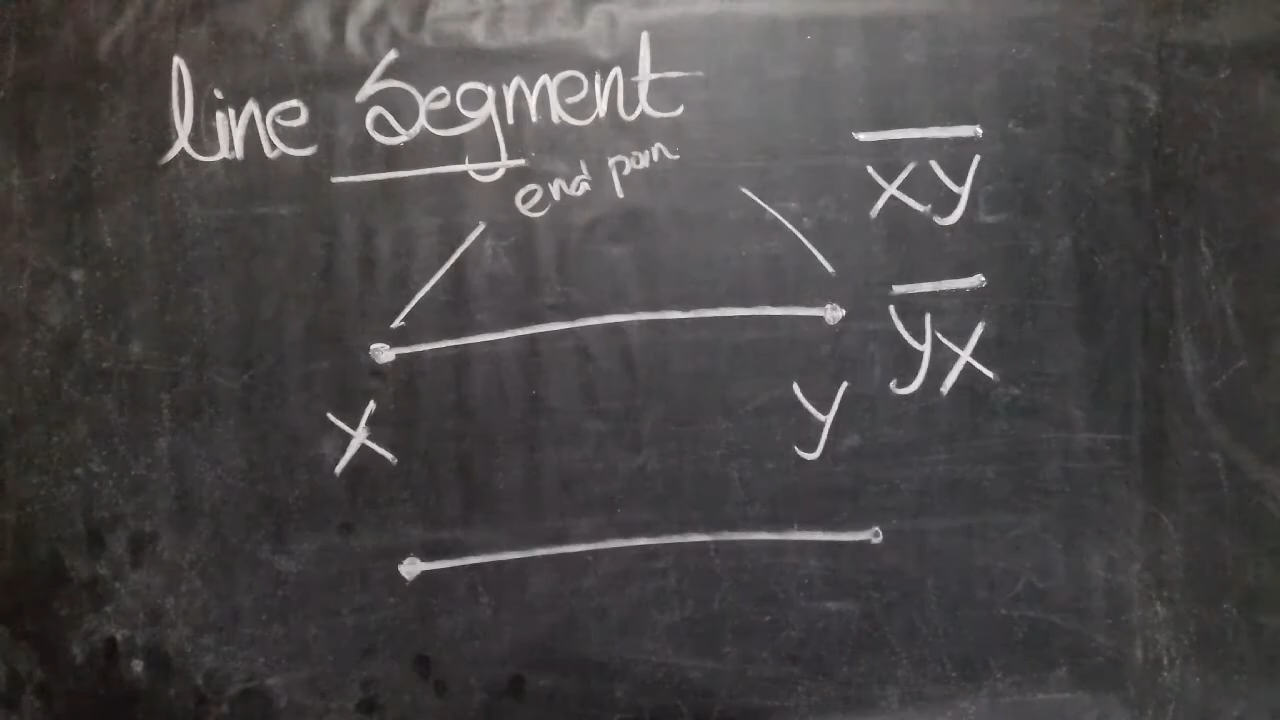 line Segment
end poin
xy
yx
x y